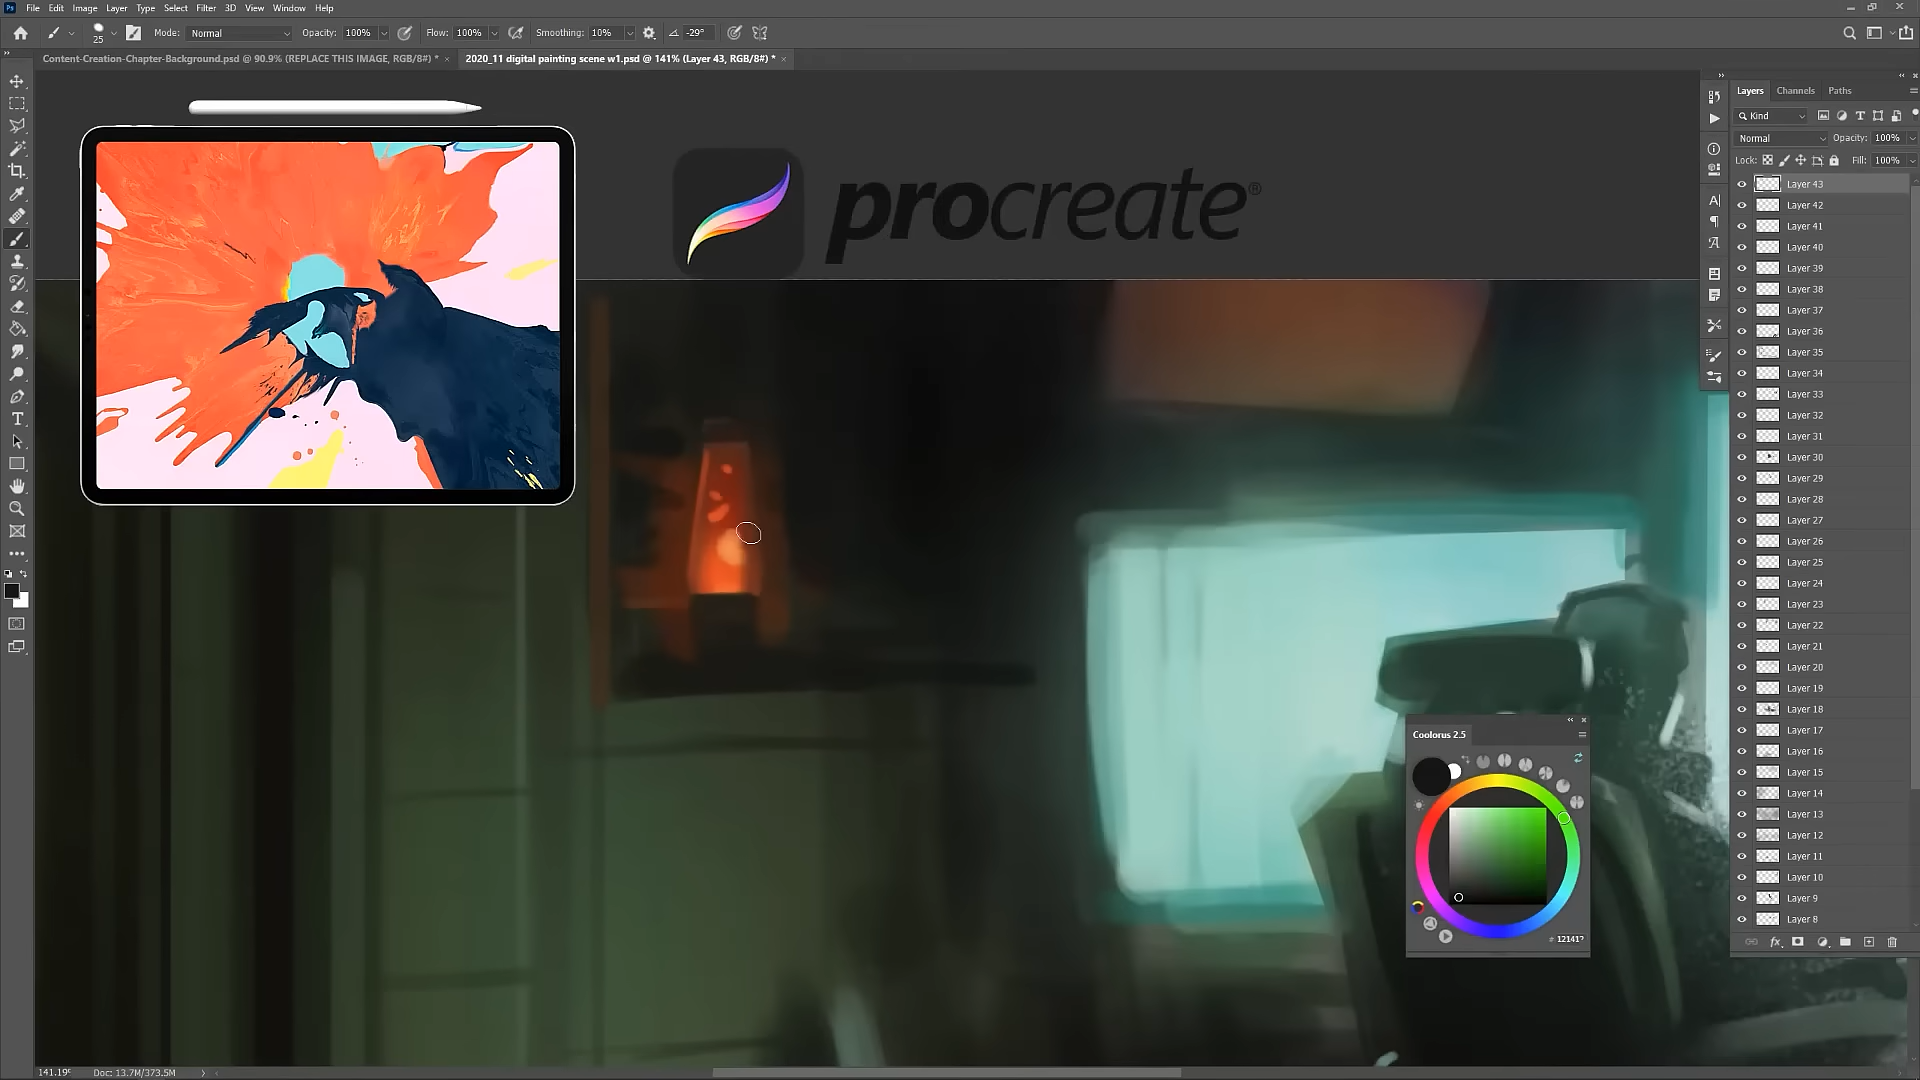 Ps File Edit Image Layer Type Select Filter 3D View Window Help
25 Mode: Normal Opacity: 100% Flow: 100% Smoothing: 10% -29°
Content-Creation-Chapter-Background.psd @ 90.9% (REPLACE THIS IMAGE, RGB/8#) * ×
2020_11 digital painting scene w1.psd @ 141% (Layer 43, RGB/8#) * ×
procreate®
Layers Channels Paths
Kind
Normal Opacity: 100%
Lock: Fill: 100%
Layer 43
Layer 42
Layer 41
Layer 40
Layer 39
Layer 38
Layer 37
Layer 36
Layer 35
Layer 34
Layer 33
Layer 32
Layer 31
Layer 30
Layer 29
Layer 28
Layer 27
Layer 26
Layer 25
Layer 24
Layer 23
Layer 22
Layer 21
Layer 20
Layer 19
Layer 18
Layer 17
Layer 16
Layer 15
Layer 14
Layer 13
Layer 12
Layer 11
Layer 10
Layer 9
Layer 8
Coolorus 2.5
# 121417
141.19% Doc: 13.7M/373.5M